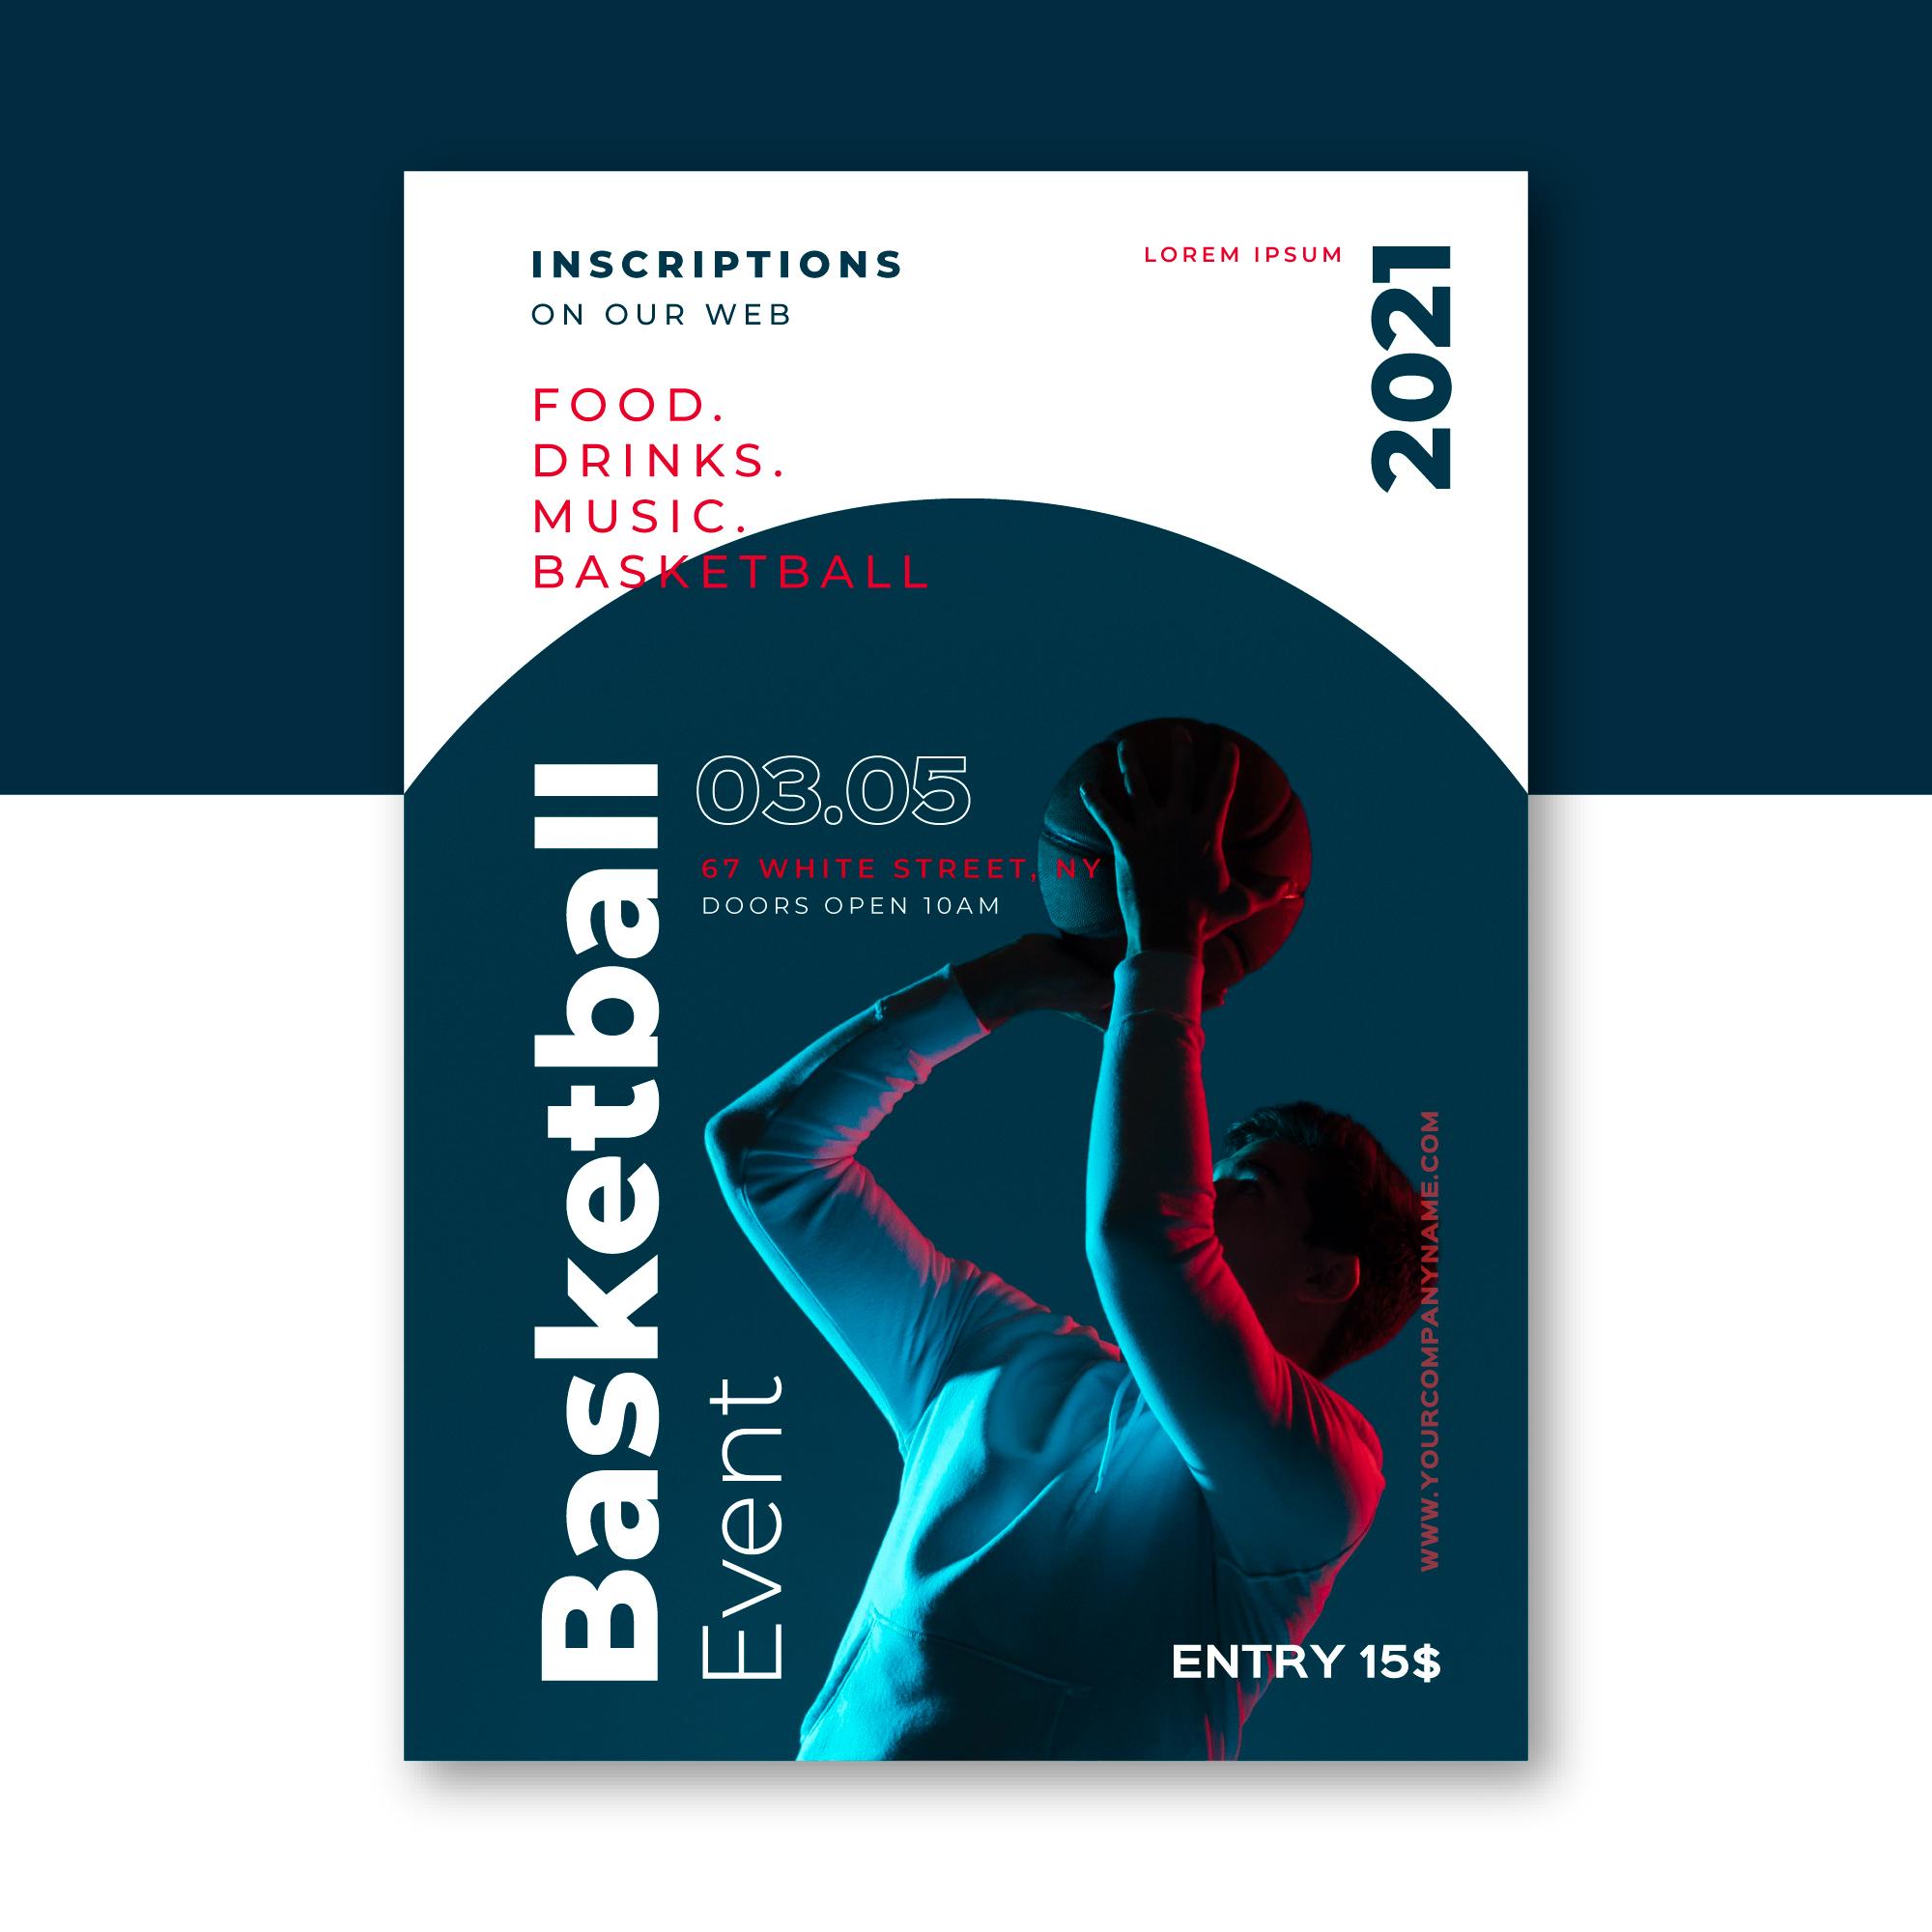 INSCRIPTIONS
ON OUR WEB
LOREM IPSUM
2021
FOOD.
DRINKS.
MUSIC.
BASKETBALL
03.05
67 WHITE STREET, NY
DOORS OPEN 10AM
Basketball
Event
WWW.YOURCOMPANYNAME.COM
ENTRY 15$